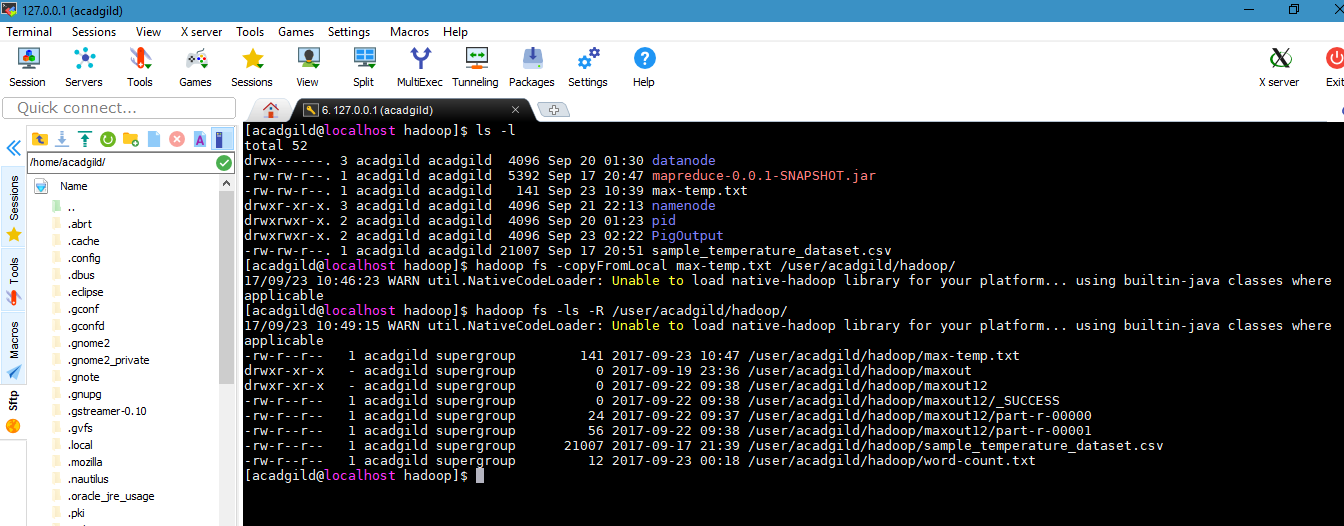 127.0.0.1 (acadgild)
Terminal Sessions View X server Tools Games Settings Macros Help
Session Servers Tools Games Sessions View Split MultiExec Tunneling Packages Settings Help X server Exit
Quick connect...
6. 127.0.0.1 (acadgild)
/home/acadgild/
Name
..
.abrt
.cache
.config
.dbus
.eclipse
.gconf
.gconfd
.gnome2
.gnome2_private
.gnote
.gnupg
.gstreamer-0.10
.gvfs
.local
.mozilla
.nautilus
.oracle_jre_usage
.pki
Sessions
Tools
Macros
Sftp
[acadgild@localhost hadoop]$ ls -l
total 52
drwx------. 3 acadgild acadgild  4096 Sep 20 01:30 datanode
-rw-rw-r--. 1 acadgild acadgild  5392 Sep 17 20:47 mapreduce-0.0.1-SNAPSHOT.jar
-rw-rw-r--. 1 acadgild acadgild   141 Sep 23 10:39 max-temp.txt
drwxr-xr-x. 3 acadgild acadgild  4096 Sep 21 22:13 namenode
drwxrwxr-x. 2 acadgild acadgild  4096 Sep 20 01:23 pid
drwxrwxr-x. 2 acadgild acadgild  4096 Sep 23 02:22 PigOutput
-rw-rw-r--. 1 acadgild acadgild 21007 Sep 17 20:51 sample_temperature_dataset.csv
[acadgild@localhost hadoop]$ hadoop fs -copyFromLocal max-temp.txt /user/acadgild/hadoop/
17/09/23 10:46:23 WARN util.NativeCodeLoader: Unable to load native-hadoop library for your platform... using builtin-java classes where
applicable
[acadgild@localhost hadoop]$ hadoop fs -ls -R /user/acadgild/hadoop/
17/09/23 10:49:15 WARN util.NativeCodeLoader: Unable to load native-hadoop library for your platform... using builtin-java classes where
applicable
-rw-r--r--   1 acadgild supergroup        141 2017-09-23 10:47 /user/acadgild/hadoop/max-temp.txt
drwxr-xr-x   - acadgild supergroup          0 2017-09-19 23:36 /user/acadgild/hadoop/maxout
drwxr-xr-x   - acadgild supergroup          0 2017-09-22 09:38 /user/acadgild/hadoop/maxout12
-rw-r--r--   1 acadgild supergroup          0 2017-09-22 09:38 /user/acadgild/hadoop/maxout12/_SUCCESS
-rw-r--r--   1 acadgild supergroup         24 2017-09-22 09:37 /user/acadgild/hadoop/maxout12/part-r-00000
-rw-r--r--   1 acadgild supergroup         56 2017-09-22 09:38 /user/acadgild/hadoop/maxout12/part-r-00001
-rw-r--r--   1 acadgild supergroup      21007 2017-09-17 21:39 /user/acadgild/hadoop/sample_temperature_dataset.csv
-rw-r--r--   1 acadgild supergroup         12 2017-09-23 00:18 /user/acadgild/hadoop/word-count.txt
[acadgild@localhost hadoop]$